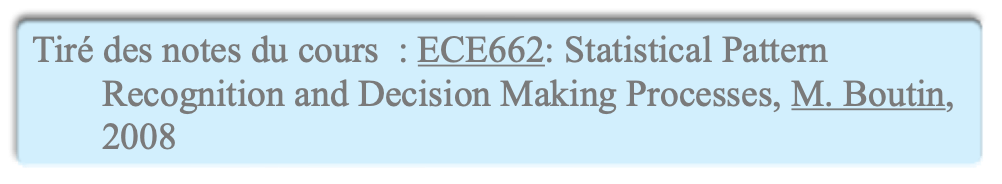 Tiré des notes du cours  : ECE662: Statistical Pattern
Recognition and Decision Making Processes, M. Boutin,
2008